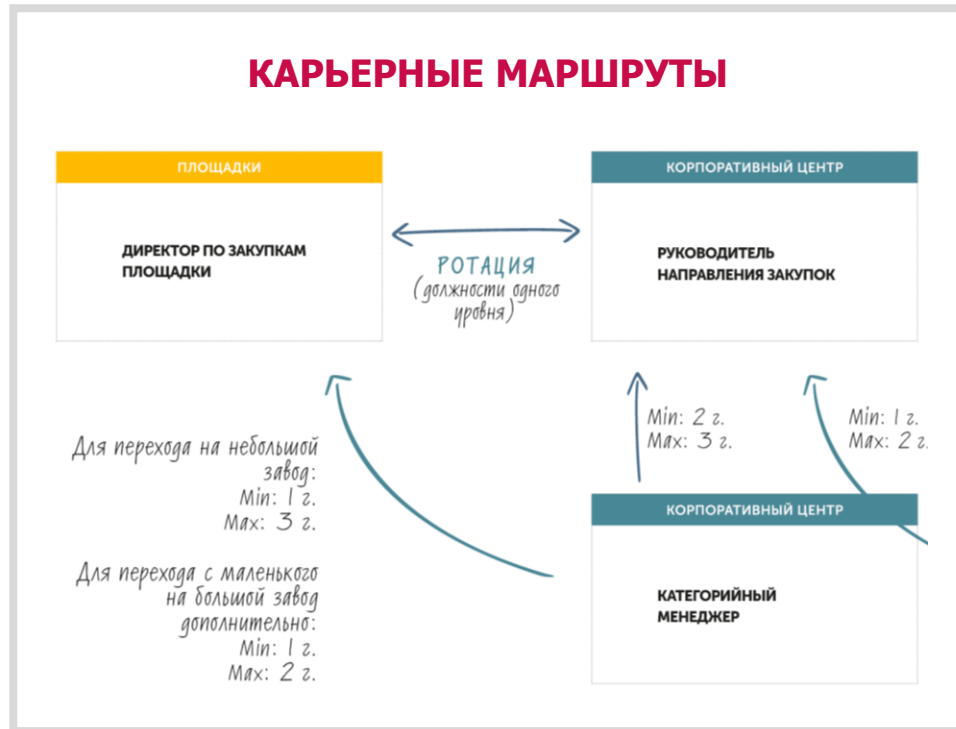 КАРЬЕРНЫЕ МАРШРУТЫ
ПЛОЩАДКИ
ДИРЕКТОР ПО ЗАКУПКАМ
ПЛОЩАДКИ
РОТАЦИЯ
(должности одного
уровня)
КОРПОРАТИВНЫЙ ЦЕНТР
РУКОВОДИТЕЛЬ
НАПРАВЛЕНИЯ ЗАКУПОК
Для перехода на небольшой
завод:
Min: 1 г.
Max: 3 г.
Для перехода с маленького
на большой завод
дополнительно:
Min: 1 г.
Max: 2 г.
Min: 2 г.
Max: 3 г.
Min: 1 г.
Max: 2 г.
КОРПОРАТИВНЫЙ ЦЕНТР
КАТЕГОРИЙНЫЙ
МЕНЕДЖЕР